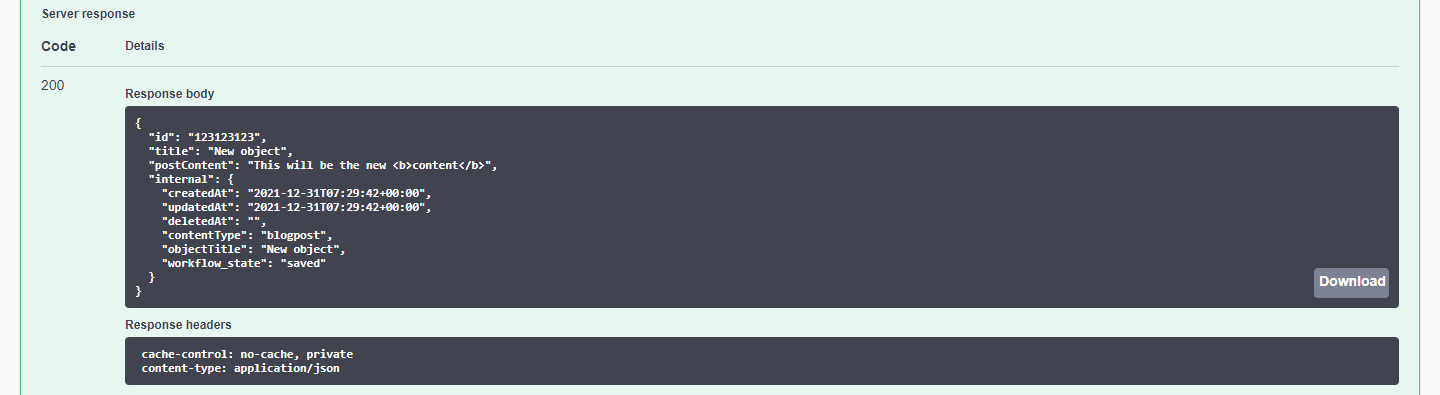 Server response
Code Details
200
Response body
{
  "id": "123123123",
  "title": "New object",
  "postContent": "This will be the new <b>content</b>",
  "internal": {
    "createdAt": "2021-12-31T07:29:42+00:00",
    "updatedAt": "2021-12-31T07:29:42+00:00",
    "deletedAt": "",
    "contentType": "blogpost",
    "objectTitle": "New object",
    "workflow_state": "saved"
  }
}
Download
Response headers
cache-control: no-cache, private
content-type: application/json